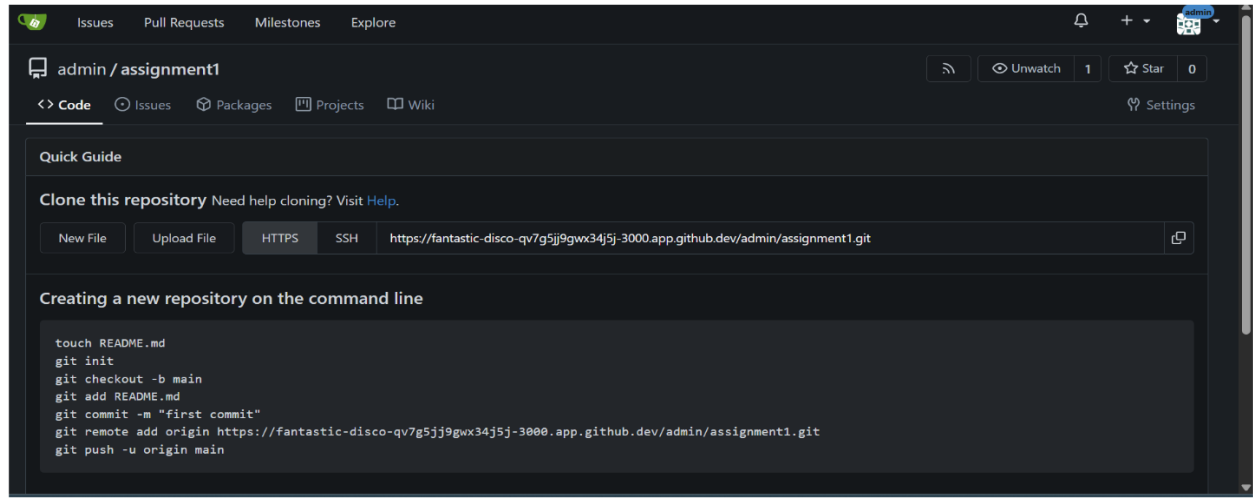 Issues Pull Requests Milestones Explore + admin
admin / assignment1 Unwatch 1 Star 0
<> Code Issues Packages Projects Wiki Settings
Quick Guide
Clone this repository Need help cloning? Visit Help.
New File Upload File HTTPS SSH https://fantastic-disco-qv7g5jj9gwx34j5j-3000.app.github.dev/admin/assignment1.git
Creating a new repository on the command line
touch README.md
git init
git checkout -b main
git add README.md
git commit -m "first commit"
git remote add origin https://fantastic-disco-qv7g5jj9gwx34j5j-3000.app.github.dev/admin/assignment1.git
git push -u origin main